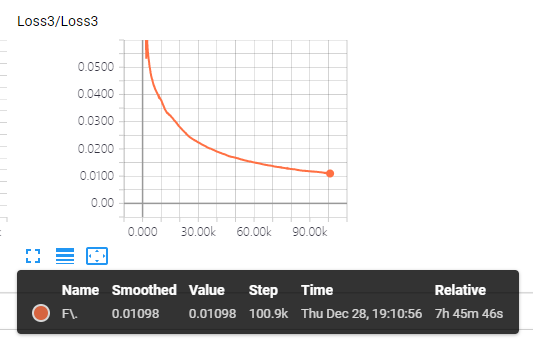 Loss3/Loss3
0.0500
0.0400
0.0300
0.0200
0.0100
0.00
0.000 30.00k 60.00k 90.00k
Name Smoothed Value Step Time Relative
F\. 0.01098 0.01098 100.9k Thu Dec 28, 19:10:56 7h 45m 46s